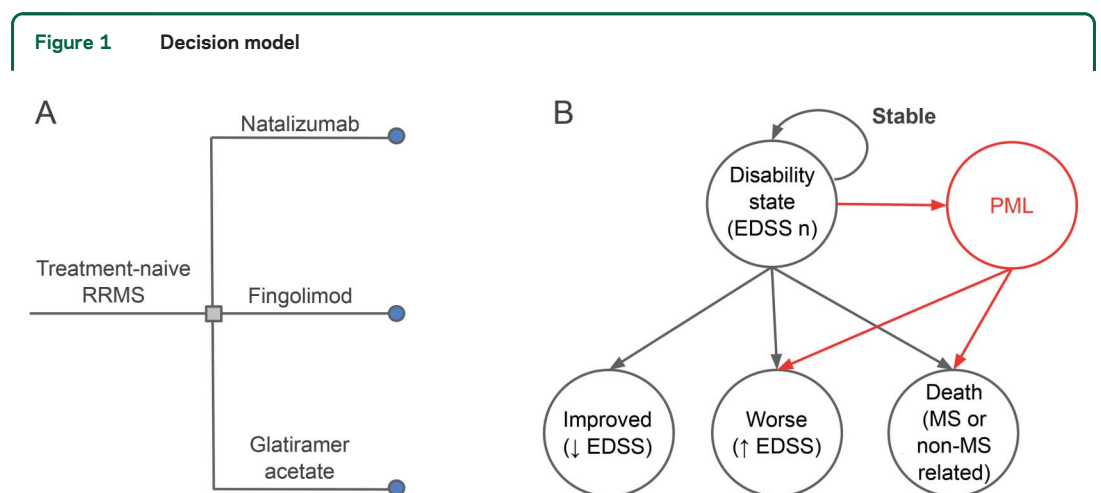 Figure 1 Decision model
A
Natalizumab
Treatment-naive
RRMS
Fingolimod
Glatiramer
acetate
B
Stable
Disability
state
(EDSS n)
PML
Improved
(↓ EDSS)
Worse
(↑ EDSS)
Death
(MS or
non-MS
related)